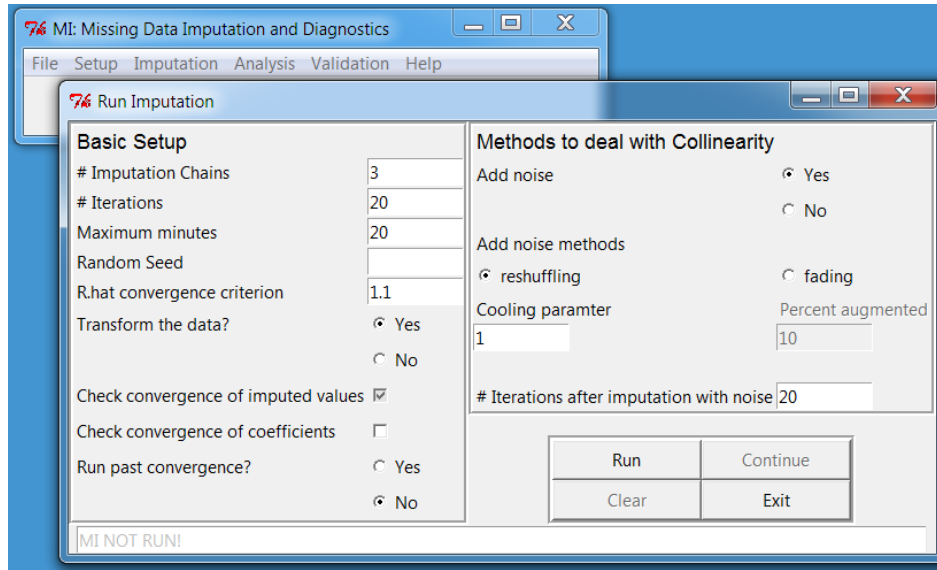 MI: Missing Data Imputation and Diagnostics
File Setup Imputation Analysis Validation Help
Run Imputation
Basic Setup
# Imputation Chains 3
# Iterations 20
Maximum minutes 20
Random Seed
R.hat convergence criterion 1.1
Transform the data? Yes
No
Check convergence of imputed values
Check convergence of coefficients
Run past convergence? Yes
No
Methods to deal with Collinearity
Add noise Yes
No
Add noise methods
reshuffling fading
Cooling paramter Percent augmented
1 10
# Iterations after imputation with noise 20
Run Continue
Clear Exit
MI NOT RUN!